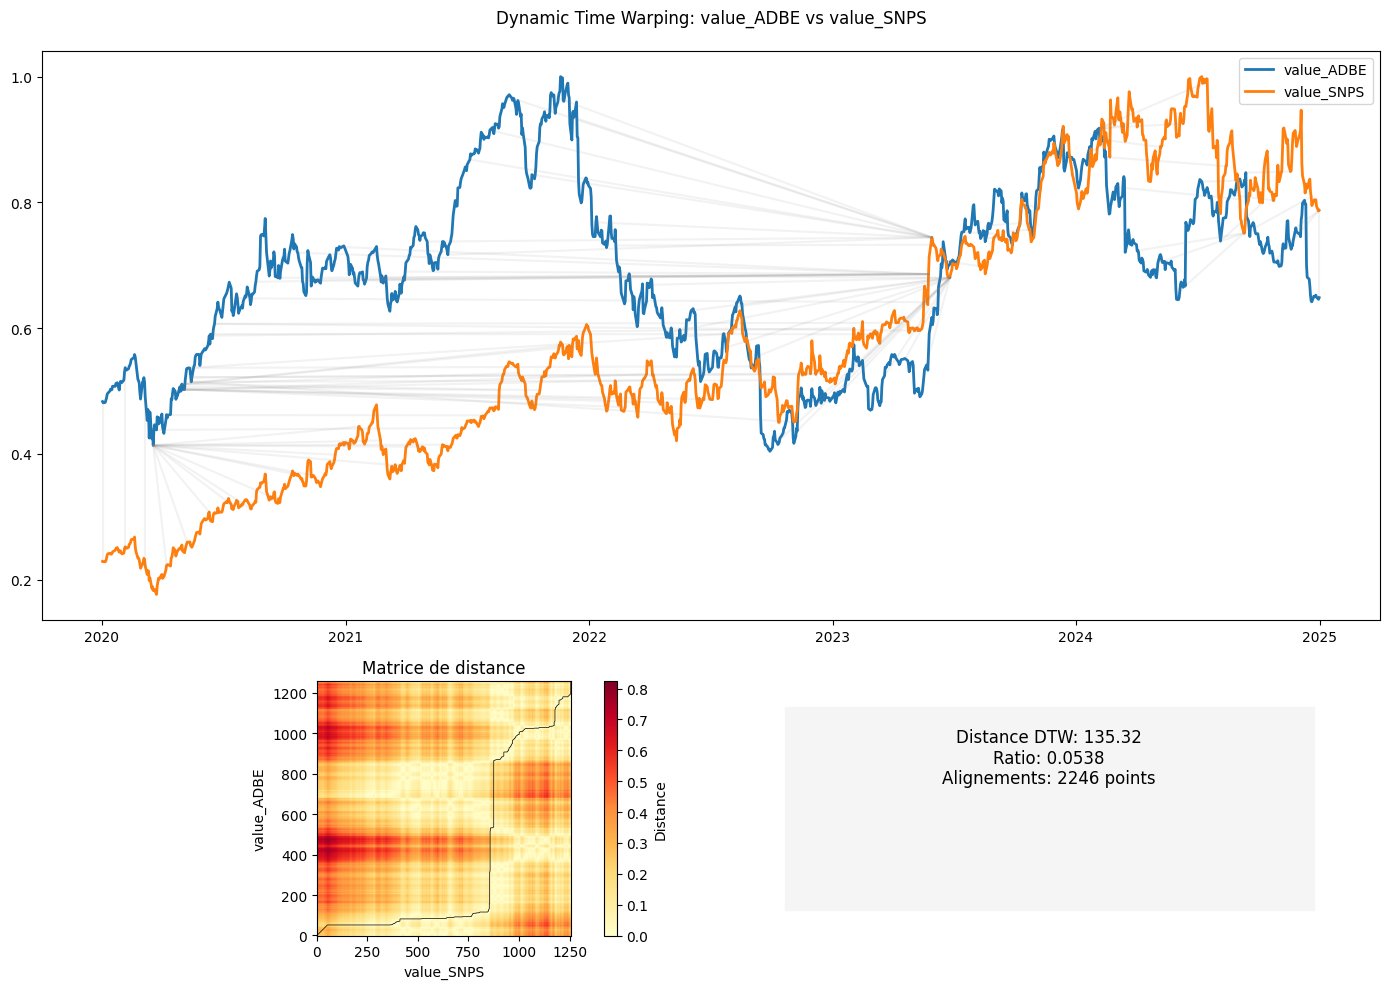 Dynamic Time Warping: value_ADBE vs value_SNPS
value_ADBE
value_SNPS
1.0
0.8
0.6
0.4
0.2
2020 2021 2022 2023 2024 2025
Matrice de distance
value_ADBE
1200
1000
800
600
400
200
0
0 250 500 750 1000 1250
value_SNPS
0.8
0.7
0.6
0.5
0.4
0.3
0.2
0.1
0.0
Distance
Distance DTW: 135.32
Ratio: 0.0538
Alignements: 2246 points